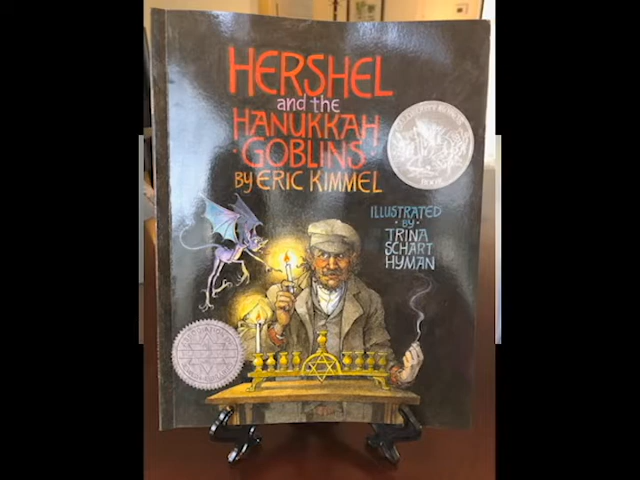 HERSHEL
and the
HANUKKAH
GOBLINS
BY ERIC KIMMEL
ILLUSTRATED
BY
TRINA
SCHART
HYMAN